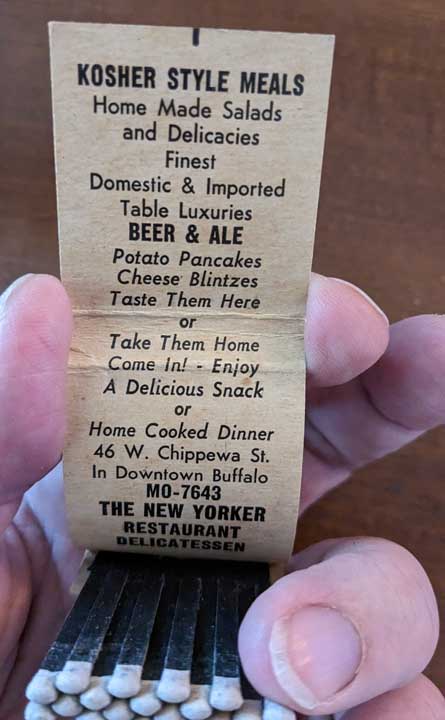 KOSHER STYLE MEALS
Home Made Salads
and Delicacies
Finest
Domestic & Imported
Table Luxuries
BEER & ALE
Potato Pancakes
Cheese Blintzes
Taste Them Here
or
Take Them Home
Come In! - Enjoy
A Delicious Snack
or
Home Cooked Dinner
46 W. Chippewa St.
In Downtown Buffalo
MO-7643
THE NEW YORKER
RESTAURANT
DELICATESSEN